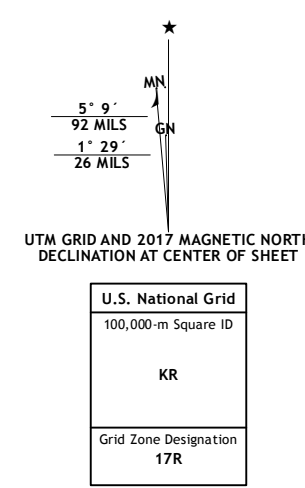 ★
MN
5° 9´
92 MILS
GN
1° 29´
26 MILS
UTM GRID AND 2017 MAGNETIC NORTH
DECLINATION AT CENTER OF SHEET
U.S. National Grid
100,000-m Square ID
KR
Grid Zone Designation
17R